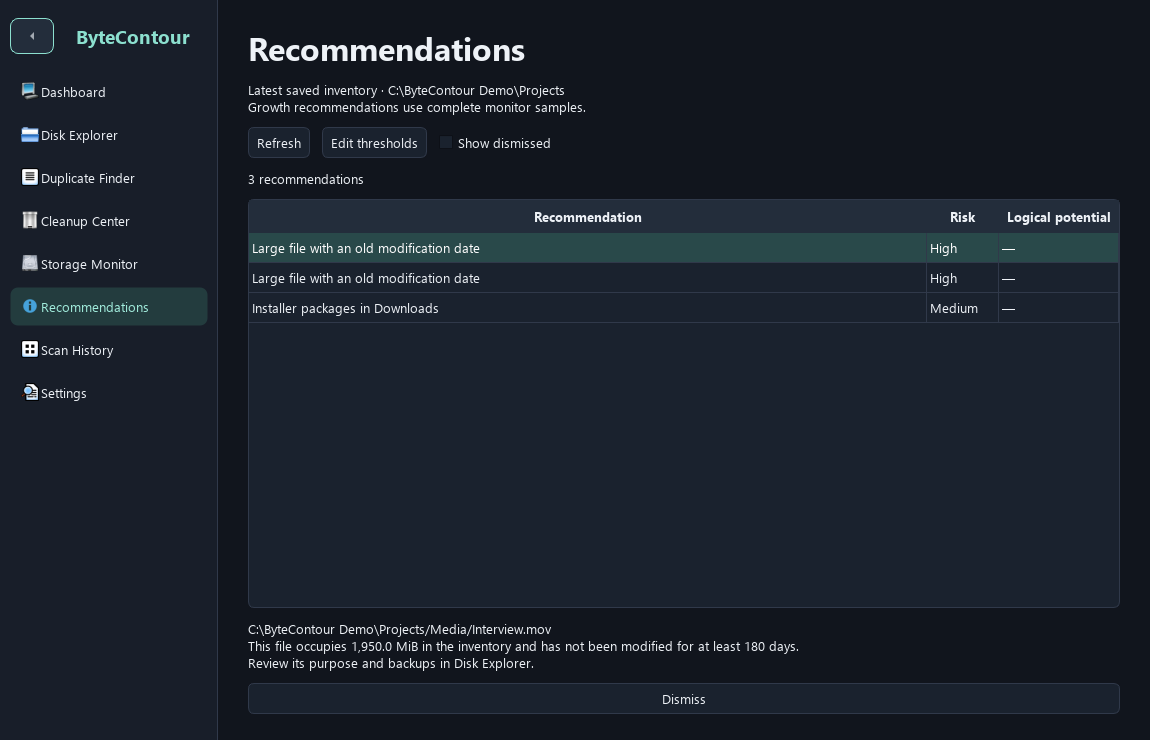 ByteContour
Dashboard
Disk Explorer
Duplicate Finder
Cleanup Center
Storage Monitor
Recommendations
Scan History
Settings
Recommendations
Latest saved inventory · C:\ByteContour Demo\Projects
Growth recommendations use complete monitor samples.
Refresh Edit thresholds Show dismissed
3 recommendations
Recommendation Risk Logical potential
Large file with an old modification date High —
Large file with an old modification date High —
Installer packages in Downloads Medium —
C:\ByteContour Demo\Projects/Media/Interview.mov
This file occupies 1,950.0 MiB in the inventory and has not been modified for at least 180 days.
Review its purpose and backups in Disk Explorer.
Dismiss